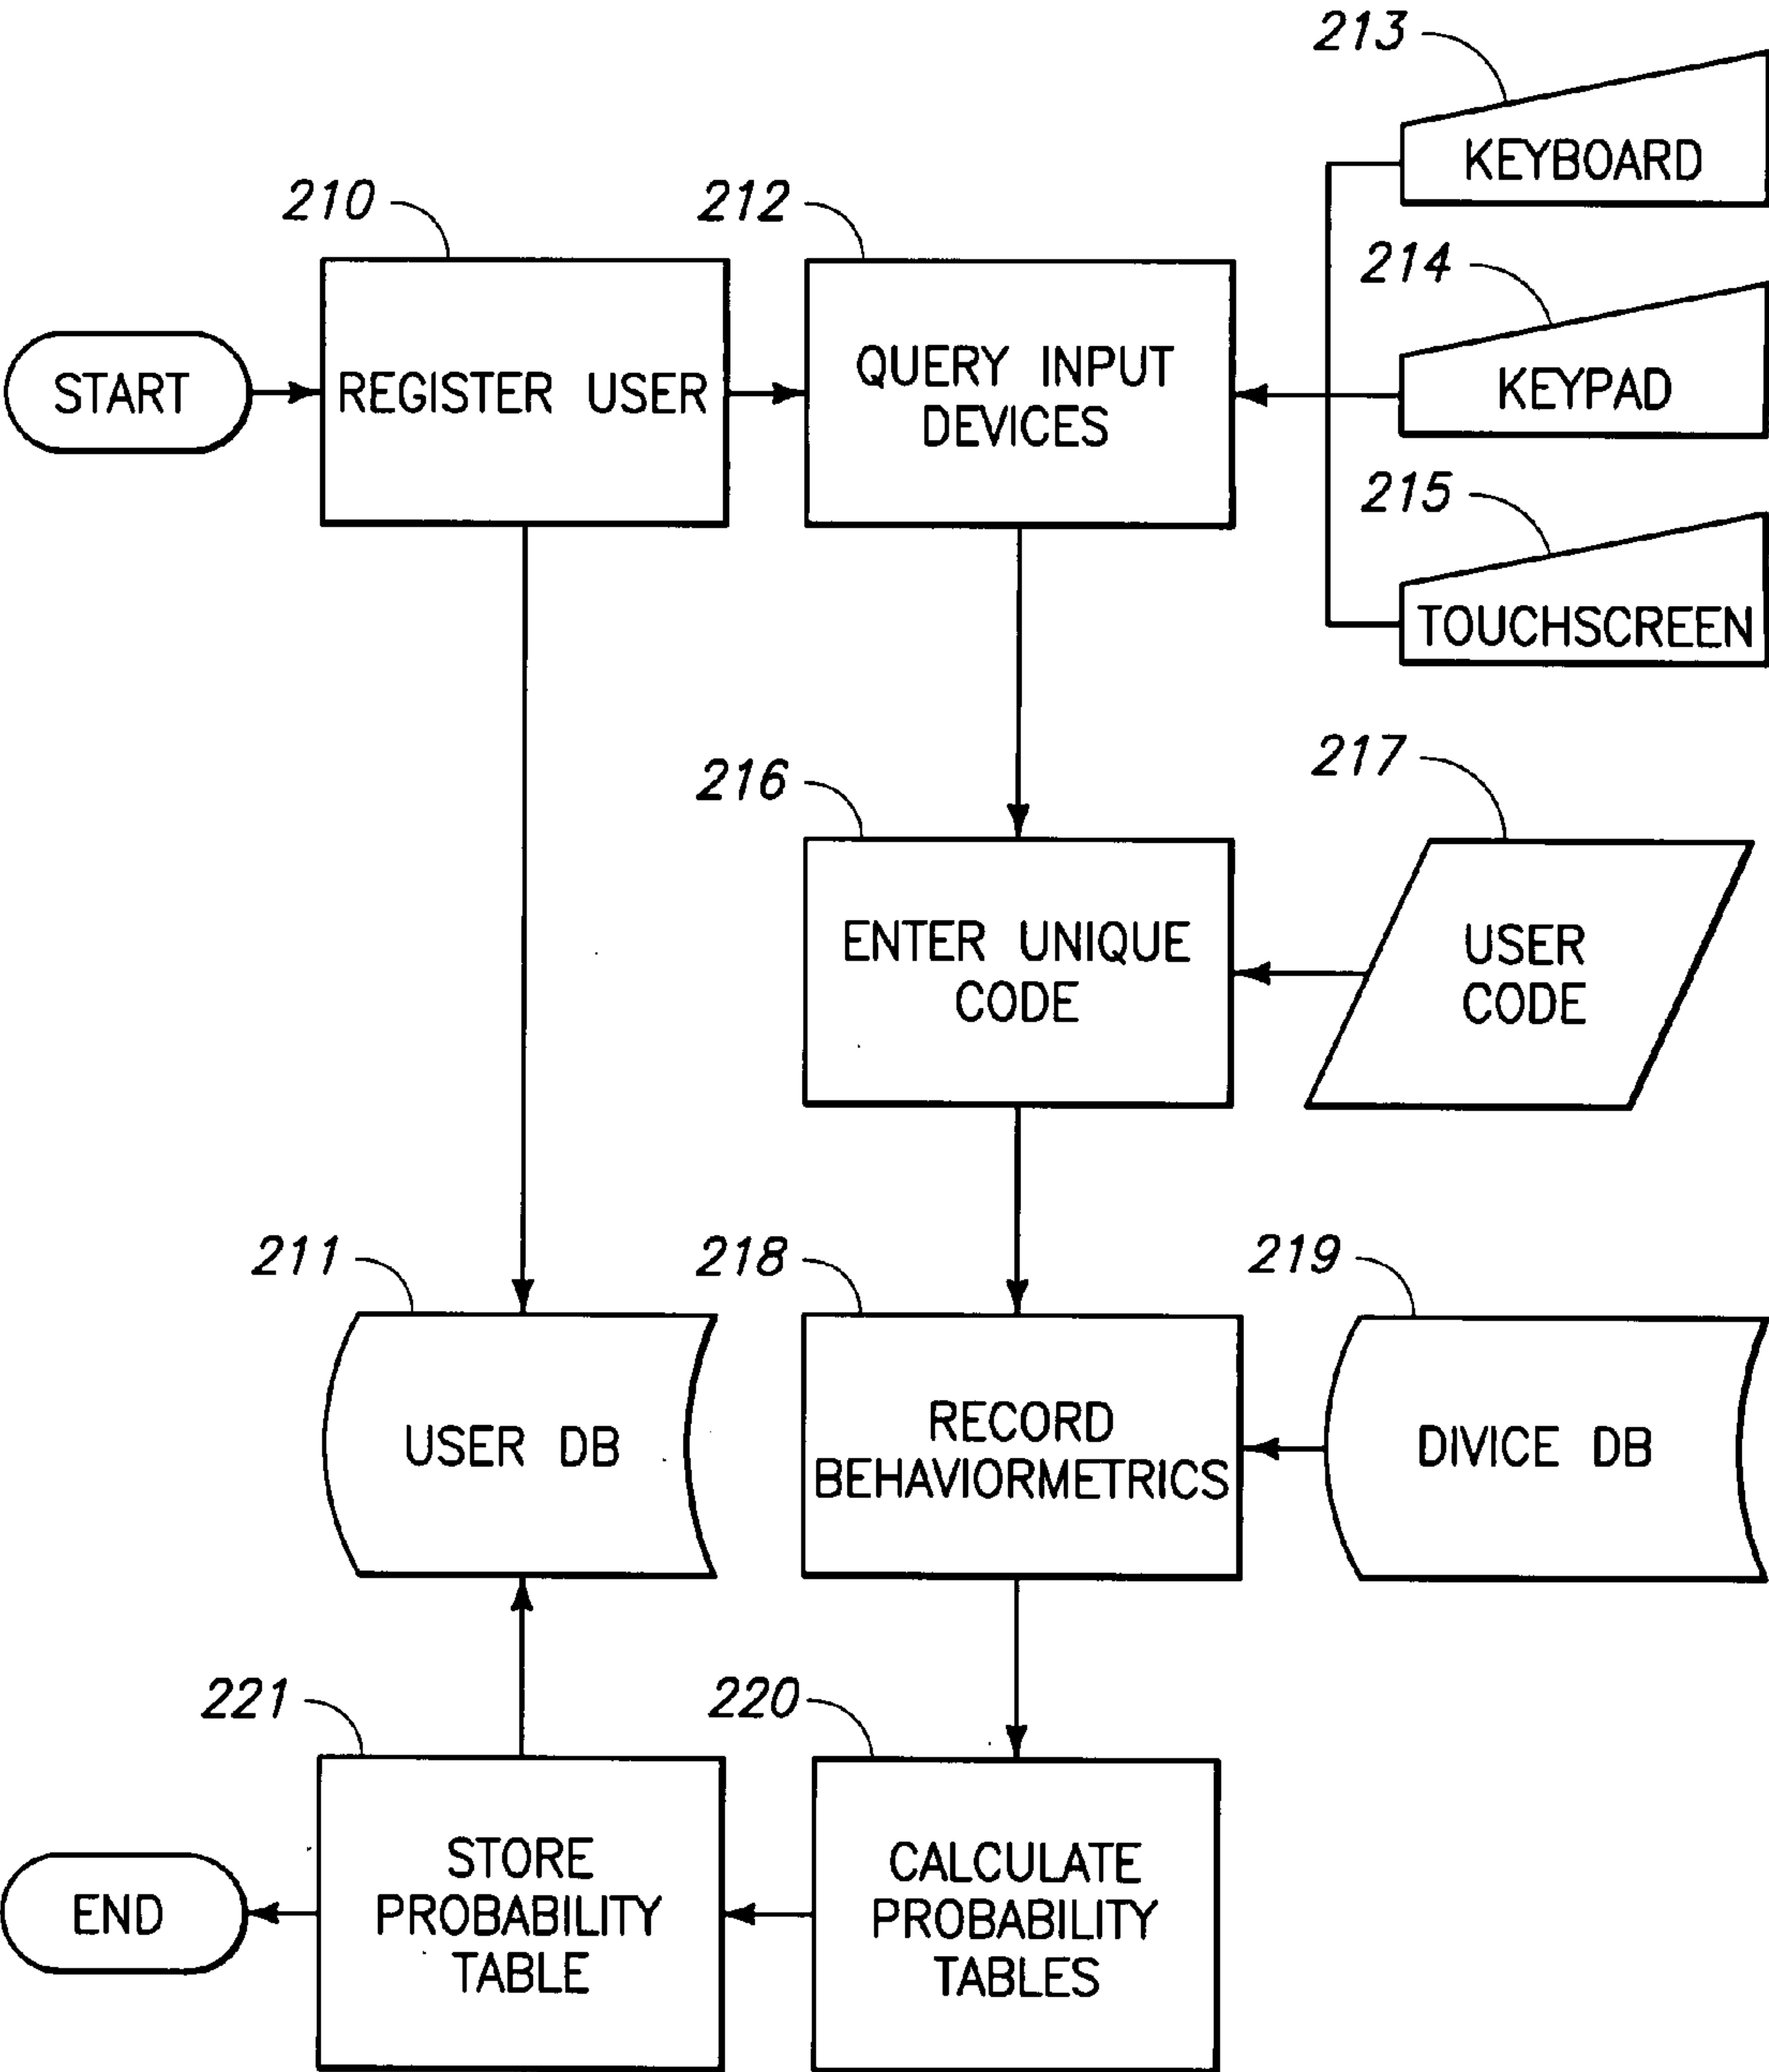 213
KEYBOARD
210
212
214
START
REGISTER USER
QUERY INPUT
DEVICES
KEYPAD
215
TOUCHSCREEN
216
217
ENTER UNIQUE
CODE
USER
CODE
211
218
219
USER DB
RECORD
BEHAVIORMETRICS
DIVICE DB
221
220
END
STORE
PROBABILITY
TABLE
CALCULATE
PROBABILITY
TABLES